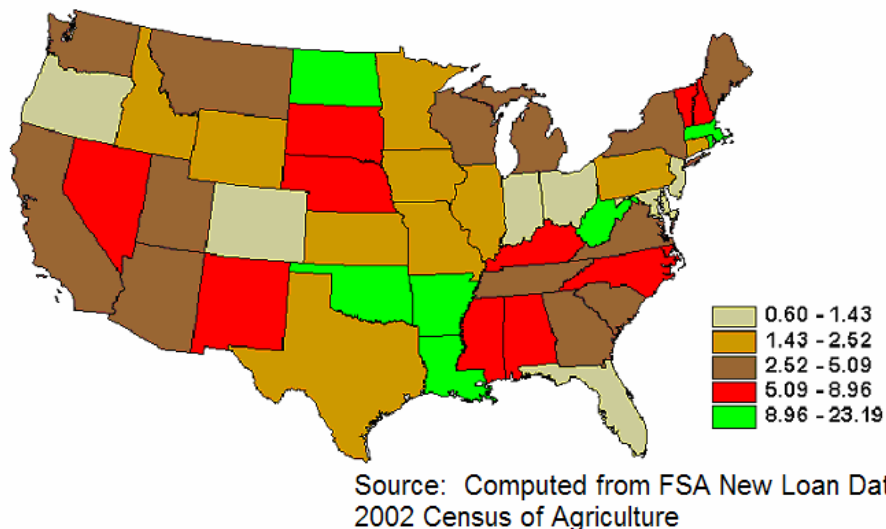 0.60 - 1.43
1.43 - 2.52
2.52 - 5.09
5.09 - 8.96
8.96 - 23.19
Source: Computed from FSA New Loan Dat
2002 Census of Agriculture